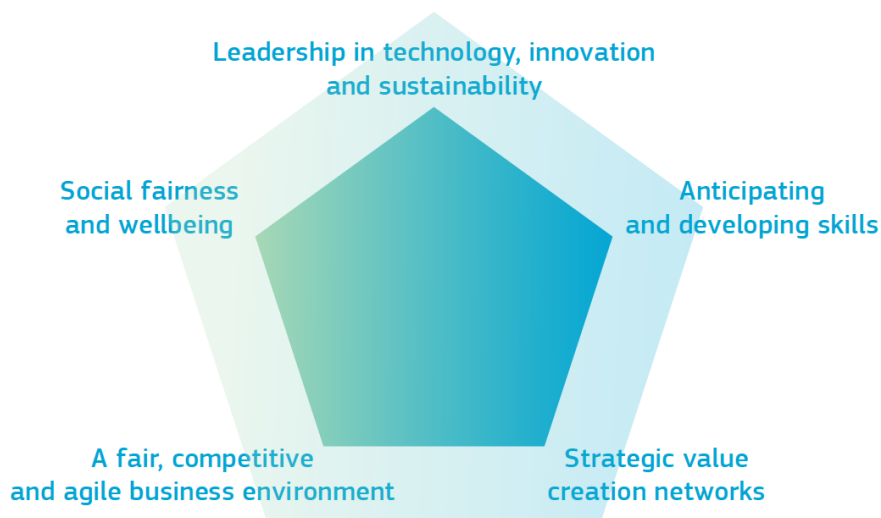 Leadership in technology, innovation
and sustainability
Social fairness
and wellbeing
Anticipating
and developing skills
A fair, competitive
and agile business environment
Strategic value
creation networks